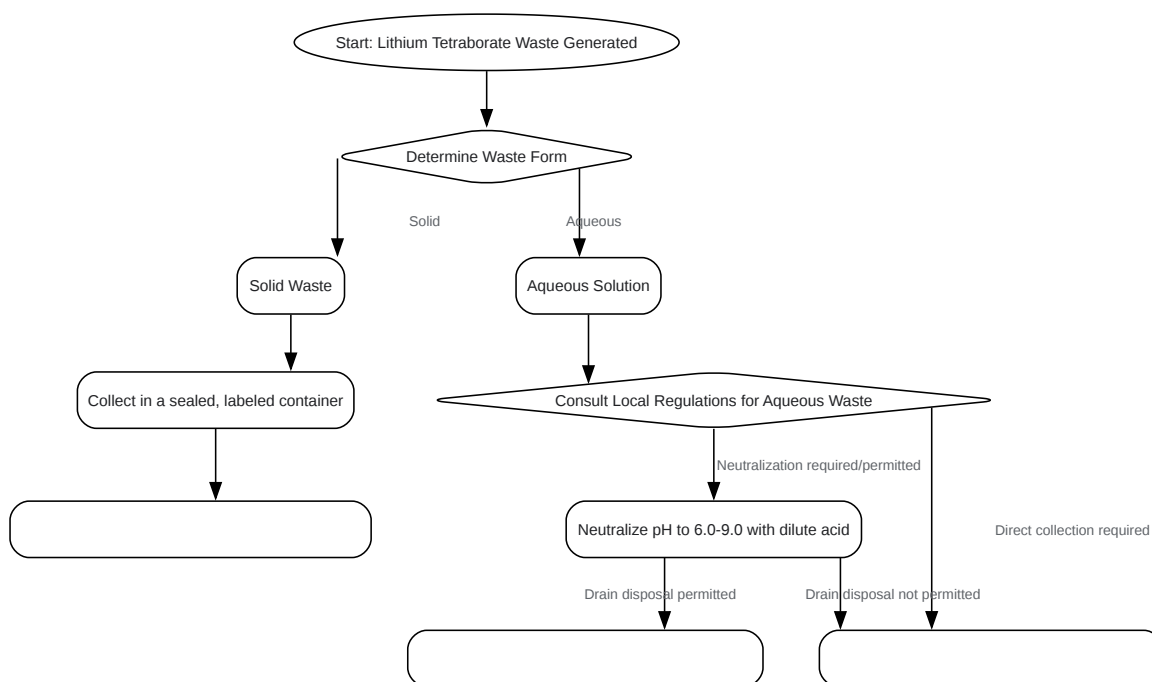 Start: Lithium Tetraborate Waste Generated
Determine Waste Form
Solid
Aqueous
Solid Waste
Aqueous Solution
Collect in a sealed, labeled container
Consult Local Regulations for Aqueous Waste
Neutralization required/permitted
Neutralize pH to 6.0-9.0 with dilute acid
Direct collection required
Drain disposal permitted
Drain disposal not permitted